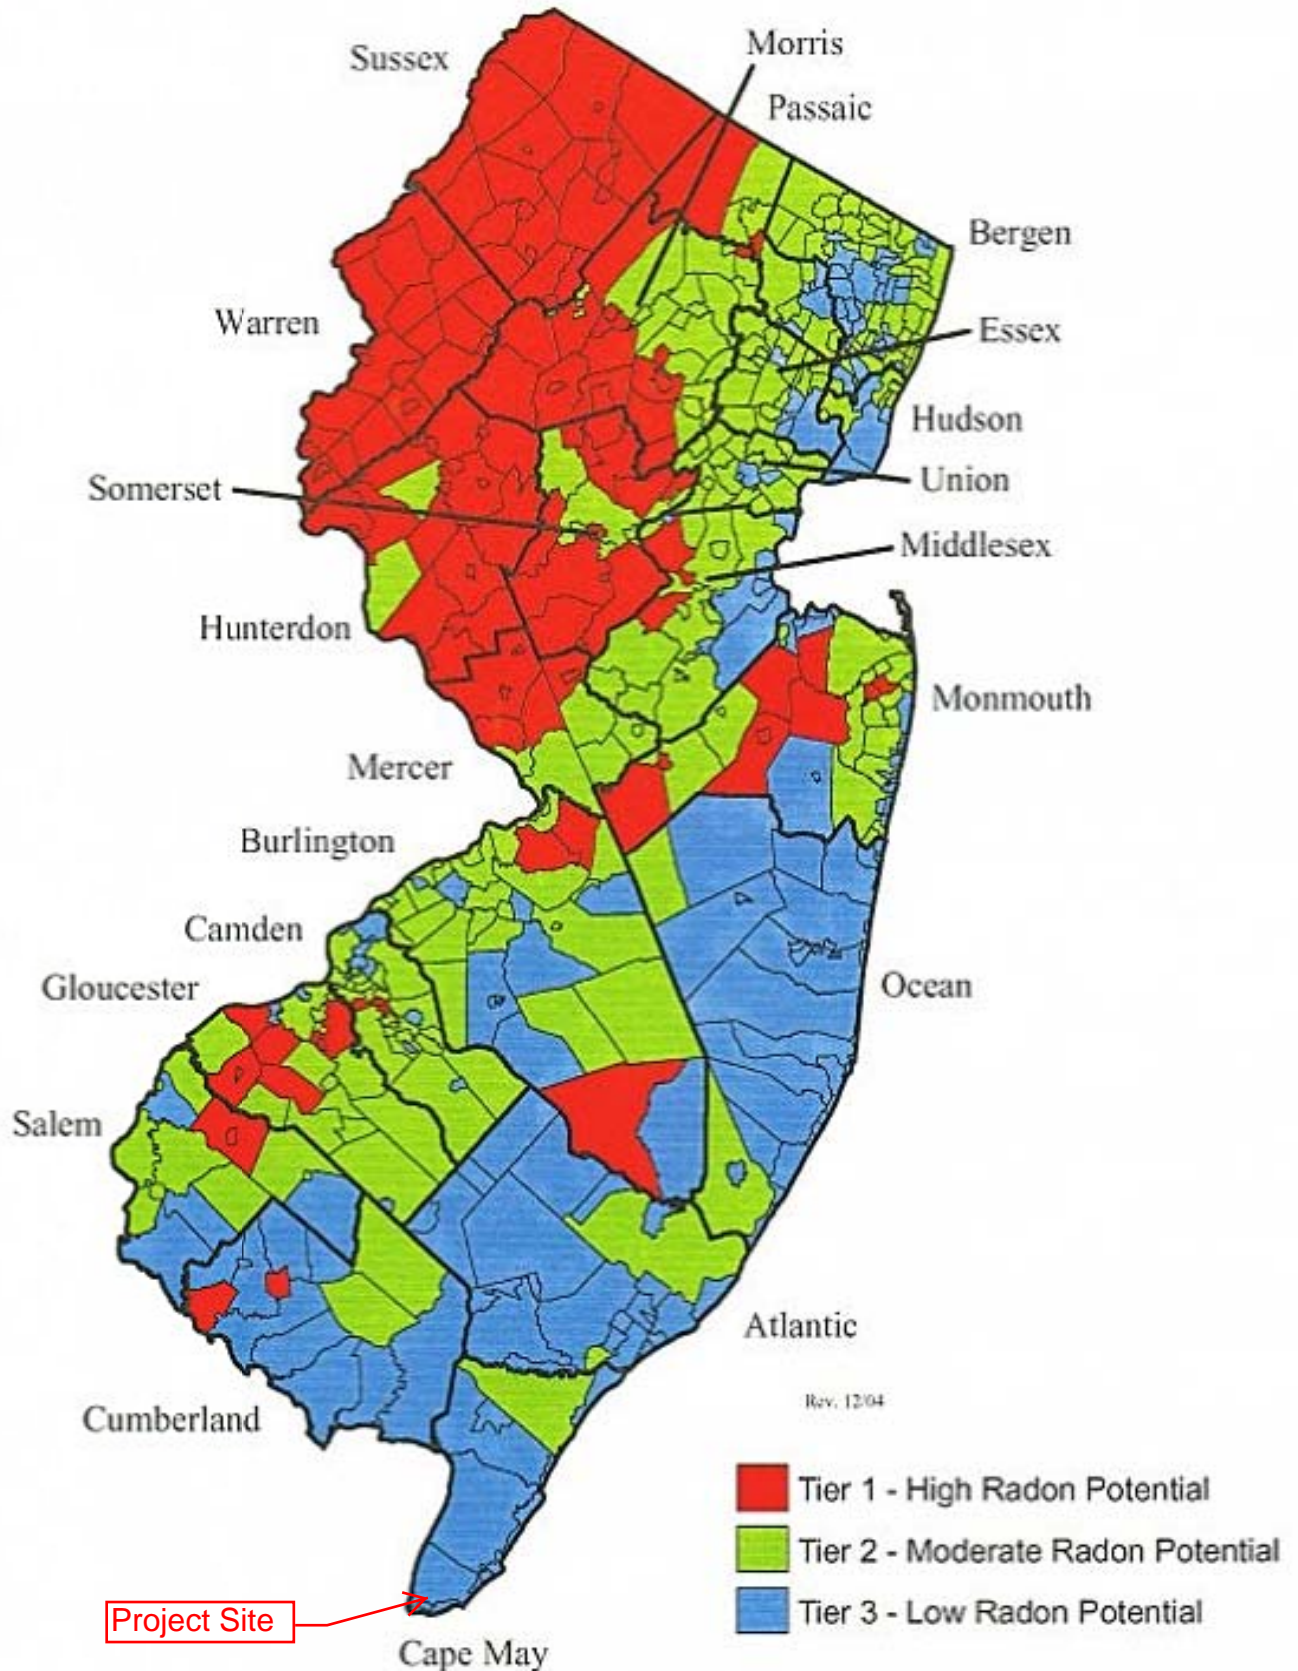 Morris
Sussex
Passaic
Bergen
Warren
Essex
Hudson
Union
Somerset
Middlesex
Hunterdon
Monmouth
Mercer
Burlington
Camden
Gloucester
Ocean
Salem
Atlantic
Rev. 12/04
Cumberland
Tier 1 - High Radon Potential
Tier 2 - Moderate Radon Potential
Tier 3 - Low Radon Potential
Project Site
Cape May